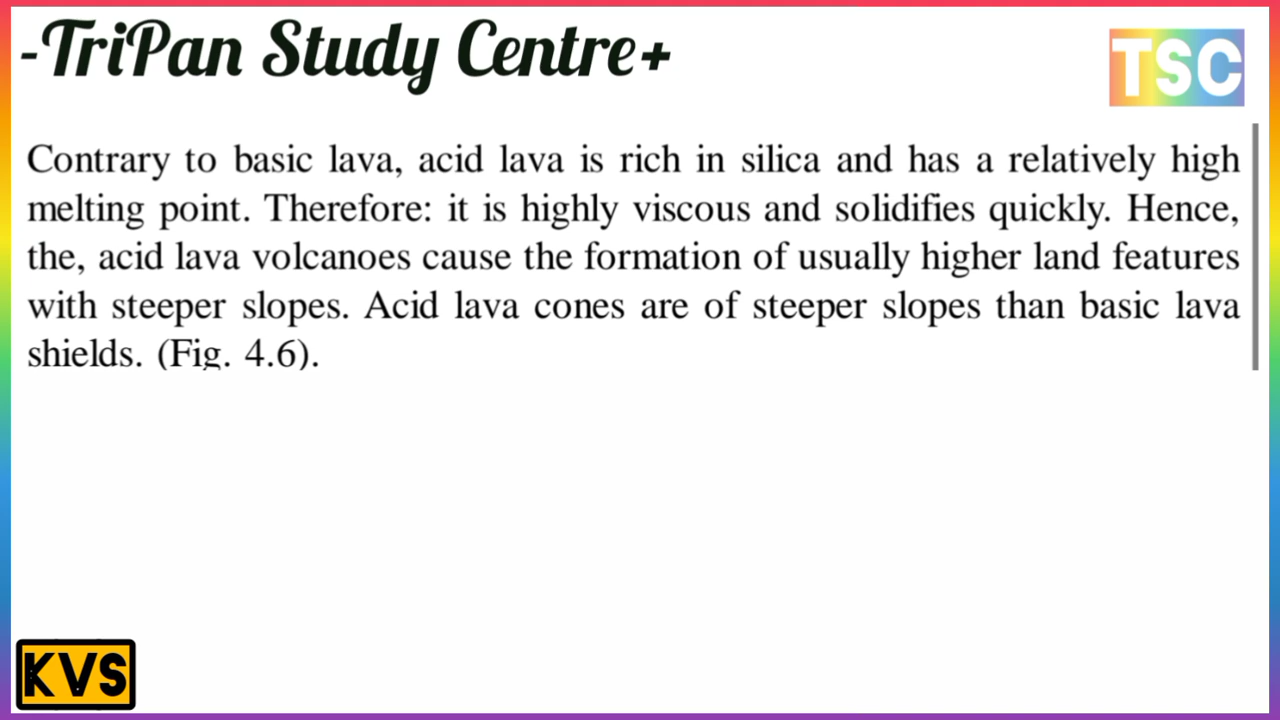 -TriPan Study Centre+
TSC
Contrary to basic lava, acid lava is rich in silica and has a relatively high
melting point. Therefore: it is highly viscous and solidifies quickly. Hence,
the, acid lava volcanoes cause the formation of usually higher land features
with steeper slopes. Acid lava cones are of steeper slopes than basic lava
shields. (Fig. 4.6).
KVS